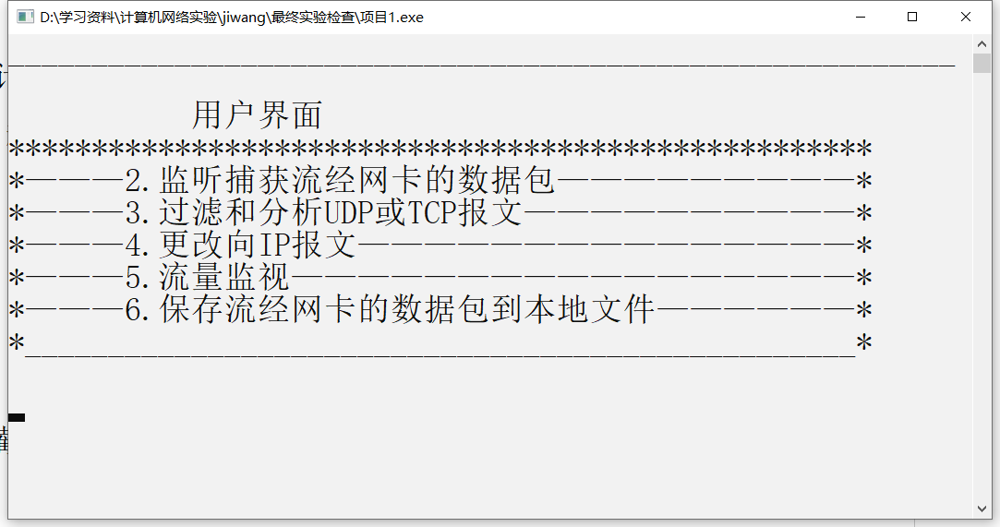 D:\学习资料\计算机网络实验\jiwang\最终实验检查\项目1.exe
用户界面
****************************************************
*———2.监听捕获流经网卡的数据包—————————*
*———3.过滤和分析UDP或TCP报文——————————*
*———4.更改向IP报文———————————————*
*———5.流量监视—————————————————*
*———6.保存流经网卡的数据包到本地文件——————*
*__________________________________________________*